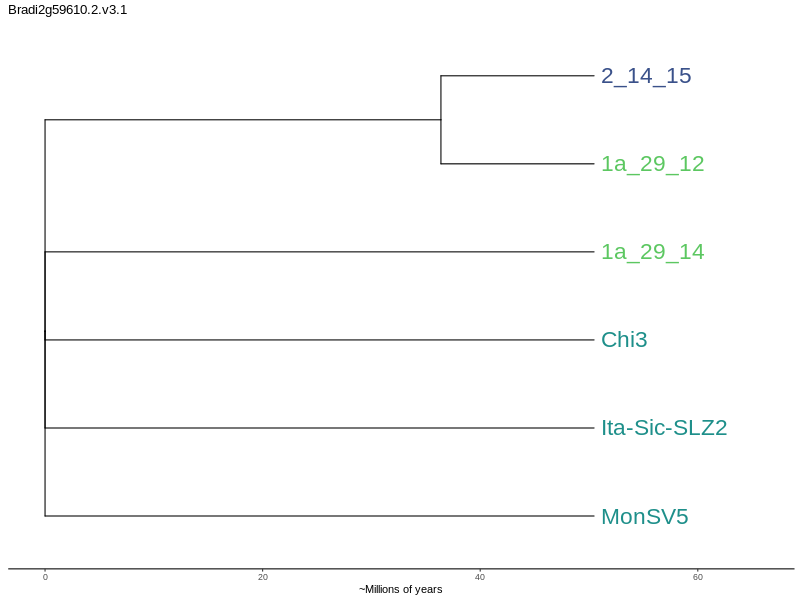 Bradi2g59610.2.v3.1
2_14_15
1a_29_12
1a_29_14
Chi3
Ita-Sic-SLZ2
MonSV5
0 20 40 60
~Millions of years